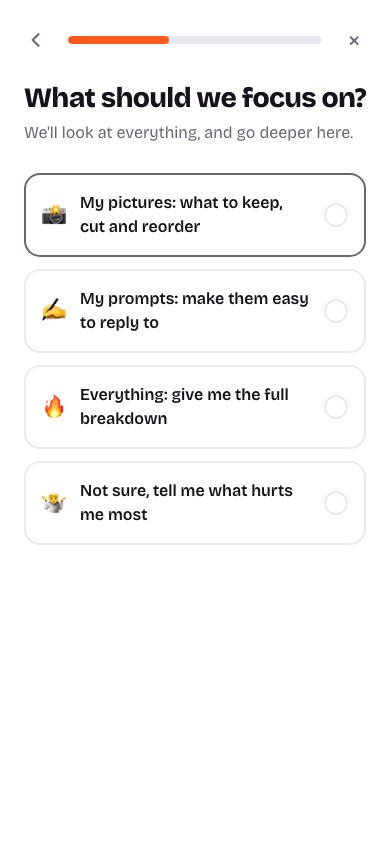 What should we focus on?
We'll look at everything, and go deeper here.
My pictures: what to keep,
cut and reorder
My prompts: make them easy
to reply to
Everything: give me the full
breakdown
Not sure, tell me what hurts
me most